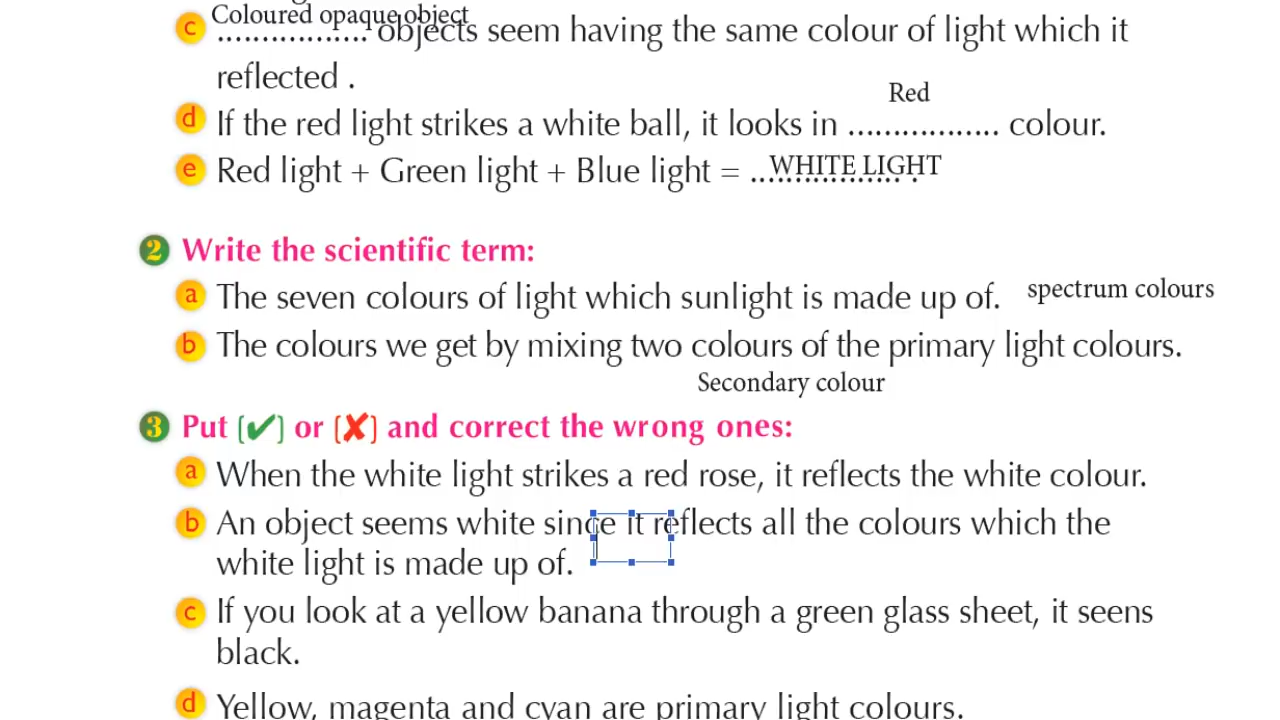 Coloured opaque object
c ................. objects seem having the same colour of light which it
reflected .
Red
d If the red light strikes a white ball, it looks in ................. colour.
e Red light + Green light + Blue light = ................. .
WHITE LIGHT
2 Write the scientific term:
a The seven colours of light which sunlight is made up of. spectrum colours
b The colours we get by mixing two colours of the primary light colours.
Secondary colour
3 Put (✔) or (✘) and correct the wrong ones:
a When the white light strikes a red rose, it reflects the white colour.
b An object seems white since it reflects all the colours which the
white light is made up of.
c If you look at a yellow banana through a green glass sheet, it seens
black.
d Yellow, magenta and cyan are primary light colours.